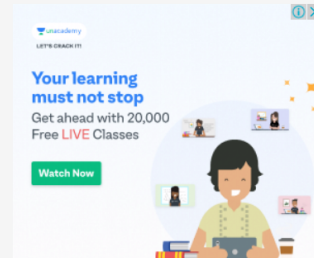 unacademy
LET'S CRACK IT!
Your learning
must not stop
Get ahead with 20,000
Free LIVE Classes
Watch Now